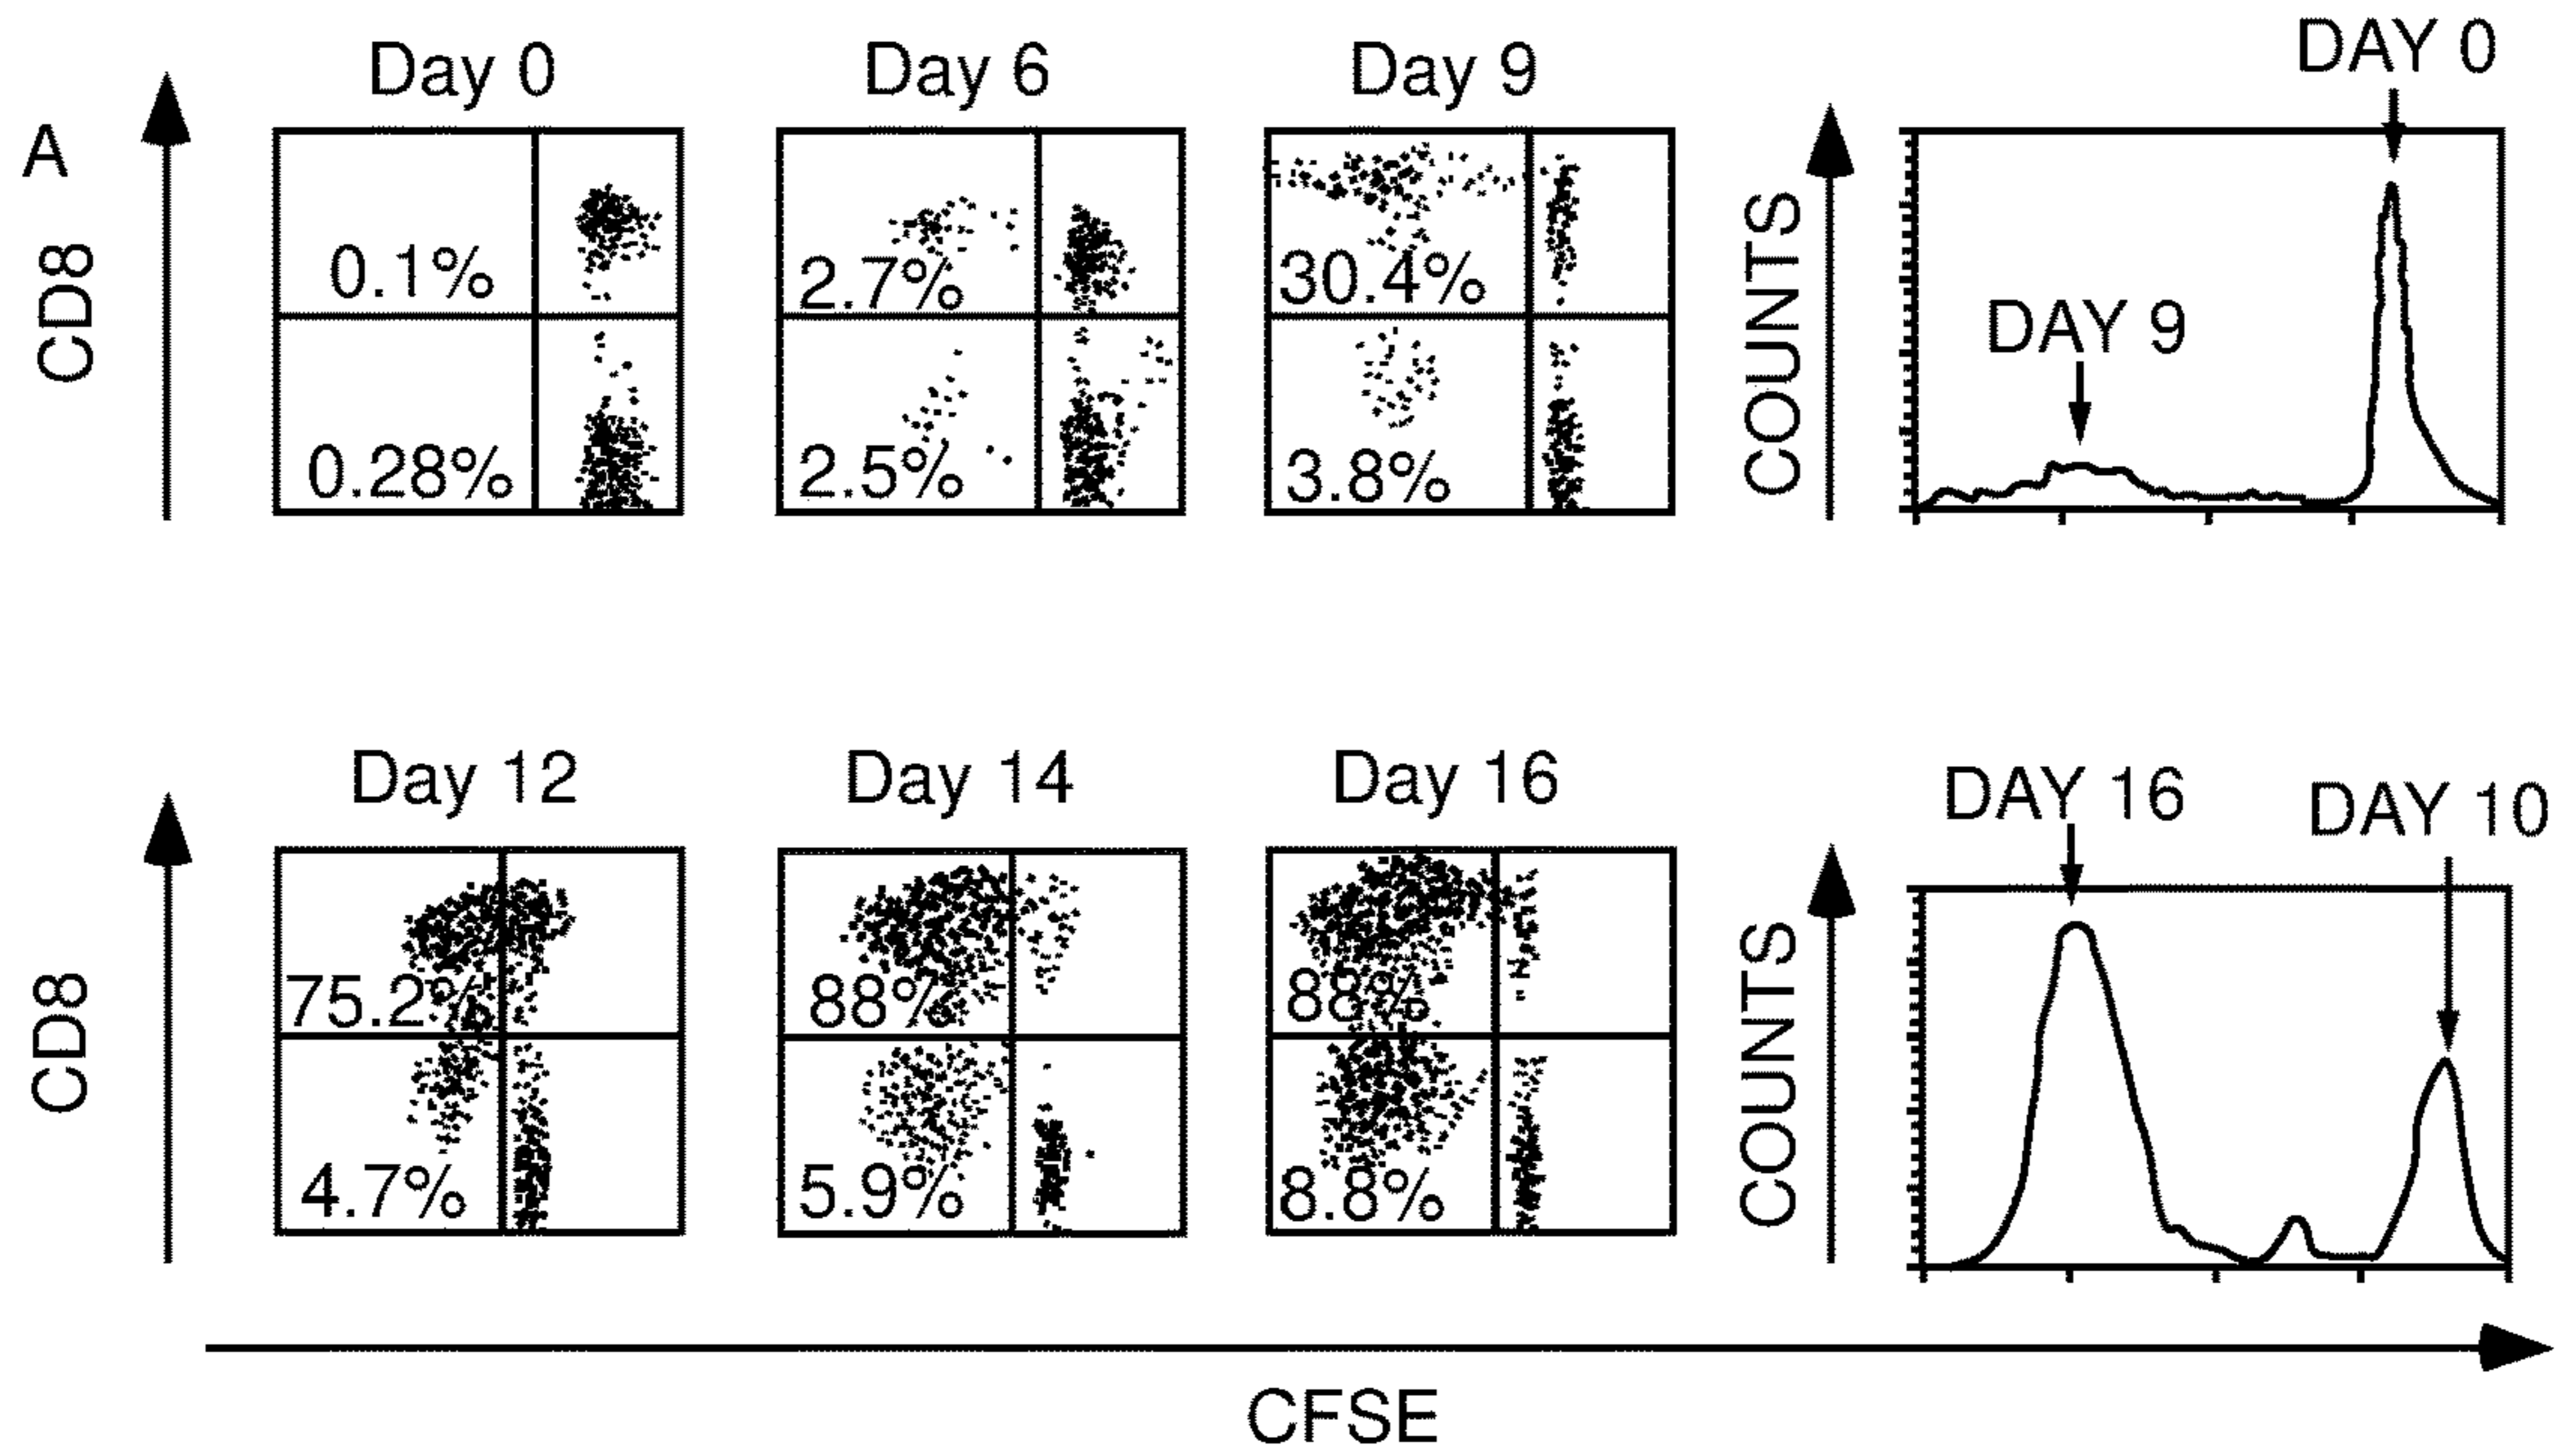 A
Day 0
Day 6
Day 9
DAY 0
CD8
0.1%
2.7%
30.4%
COUNTS
DAY 9
0.28%
2.5%
3.8%
Day 12
Day 14
Day 16
DAY 16
DAY 10
CD8
75.2%
88%
88%
COUNTS
4.7%
5.9%
8.8%
CFSE